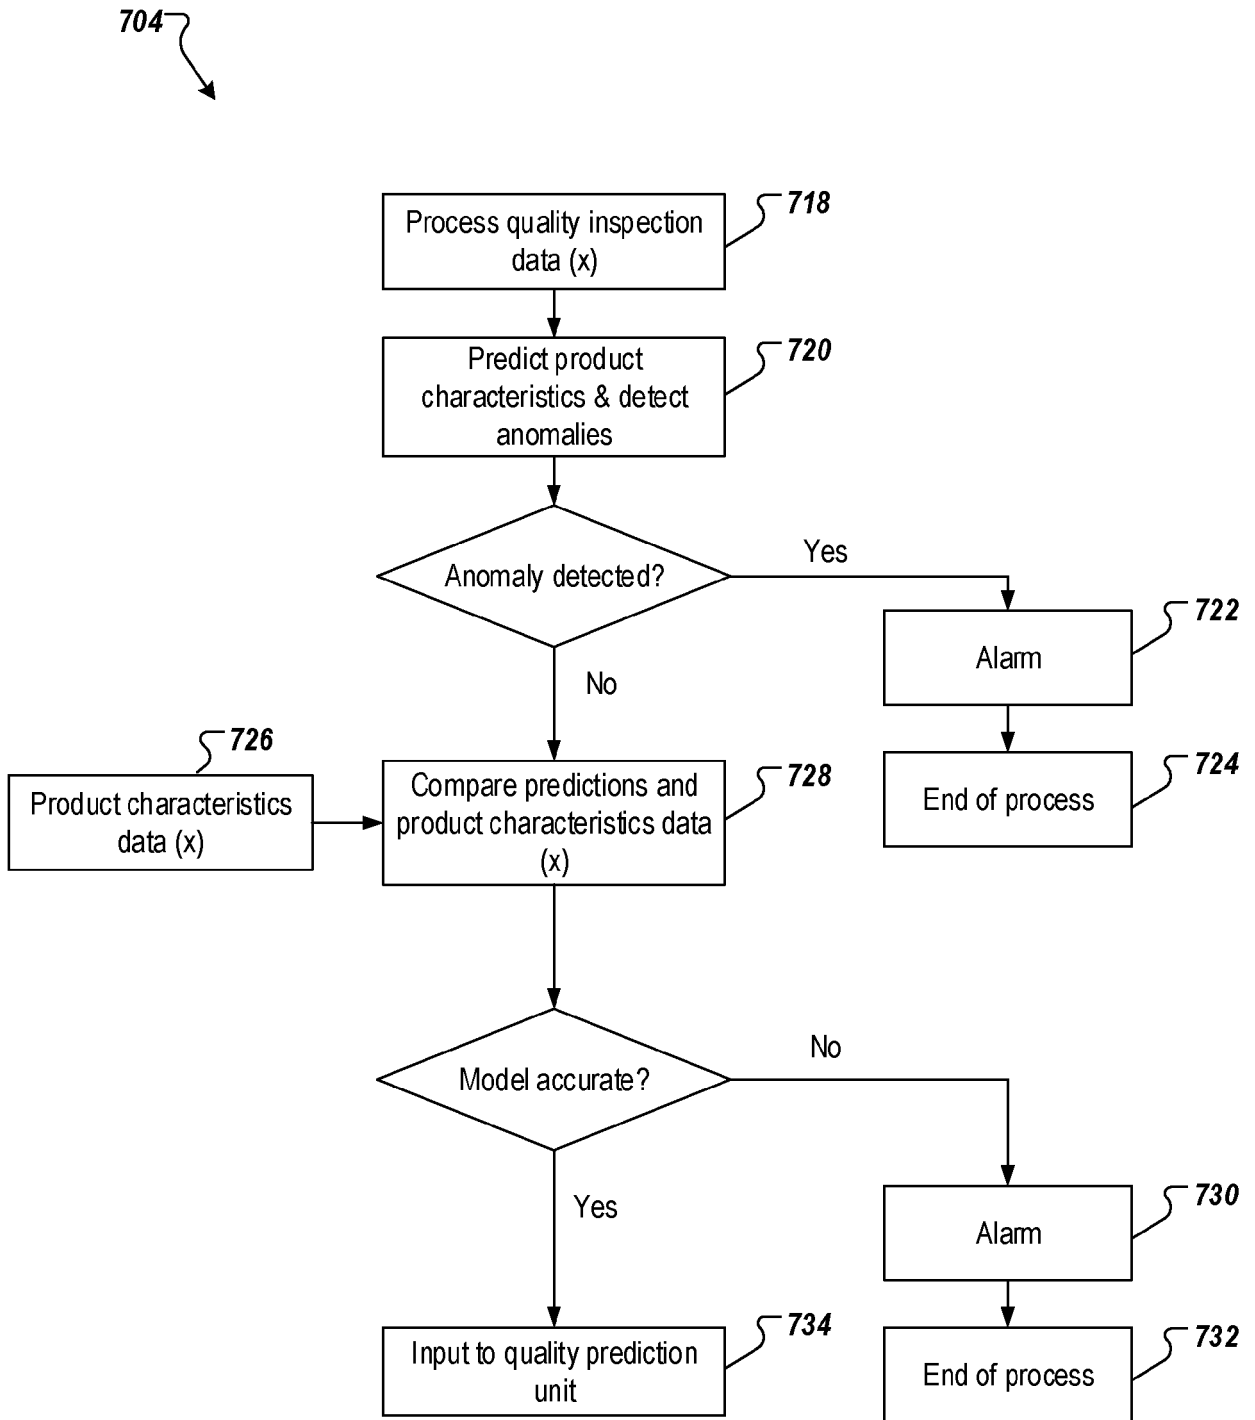 704
Process quality inspection
data (x)
718
Predict product
characteristics & detect
anomalies
720
Anomaly detected?
Yes
No
Alarm
722
End of process
724
726
Product characteristics
data (x)
Compare predictions and
product characteristics data
(x)
728
Model accurate?
No
Yes
Alarm
730
End of process
732
Input to quality prediction
unit
734